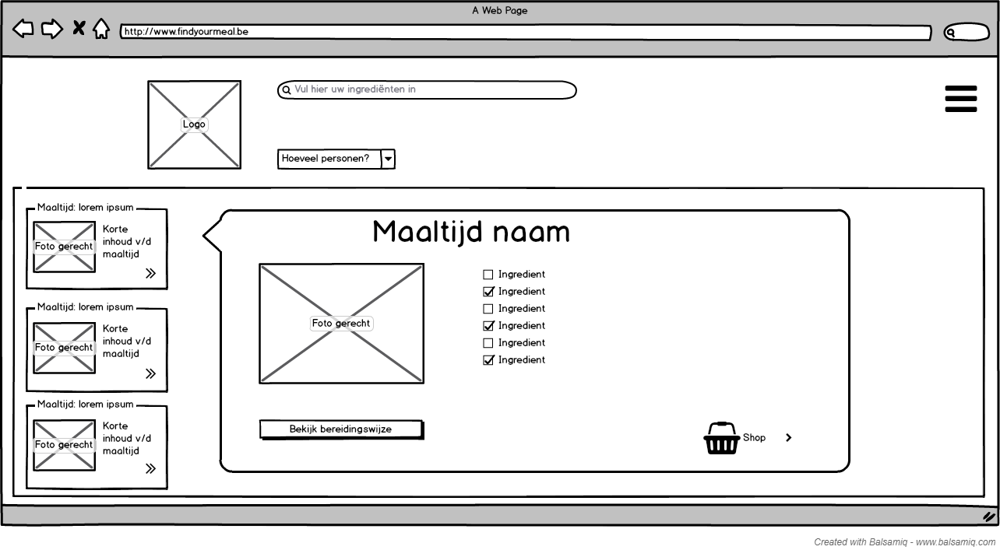 A Web Page
http://www.findyourmeal.be
Logo
Vul hier uw ingrediënten in
Hoeveel personen?
Maaltijd: lorem ipsum
Foto gerecht
Korte
inhoud v/d
maaltijd
Maaltijd: lorem ipsum
Foto gerecht
Korte
inhoud v/d
maaltijd
Maaltijd: lorem ipsum
Foto gerecht
Korte
inhoud v/d
maaltijd
Maaltijd naam
Foto gerecht
Ingredient
Ingredient
Ingredient
Ingredient
Ingredient
Ingredient
Bekijk bereidingswijze
Shop
Created with Balsamiq - www.balsamiq.com